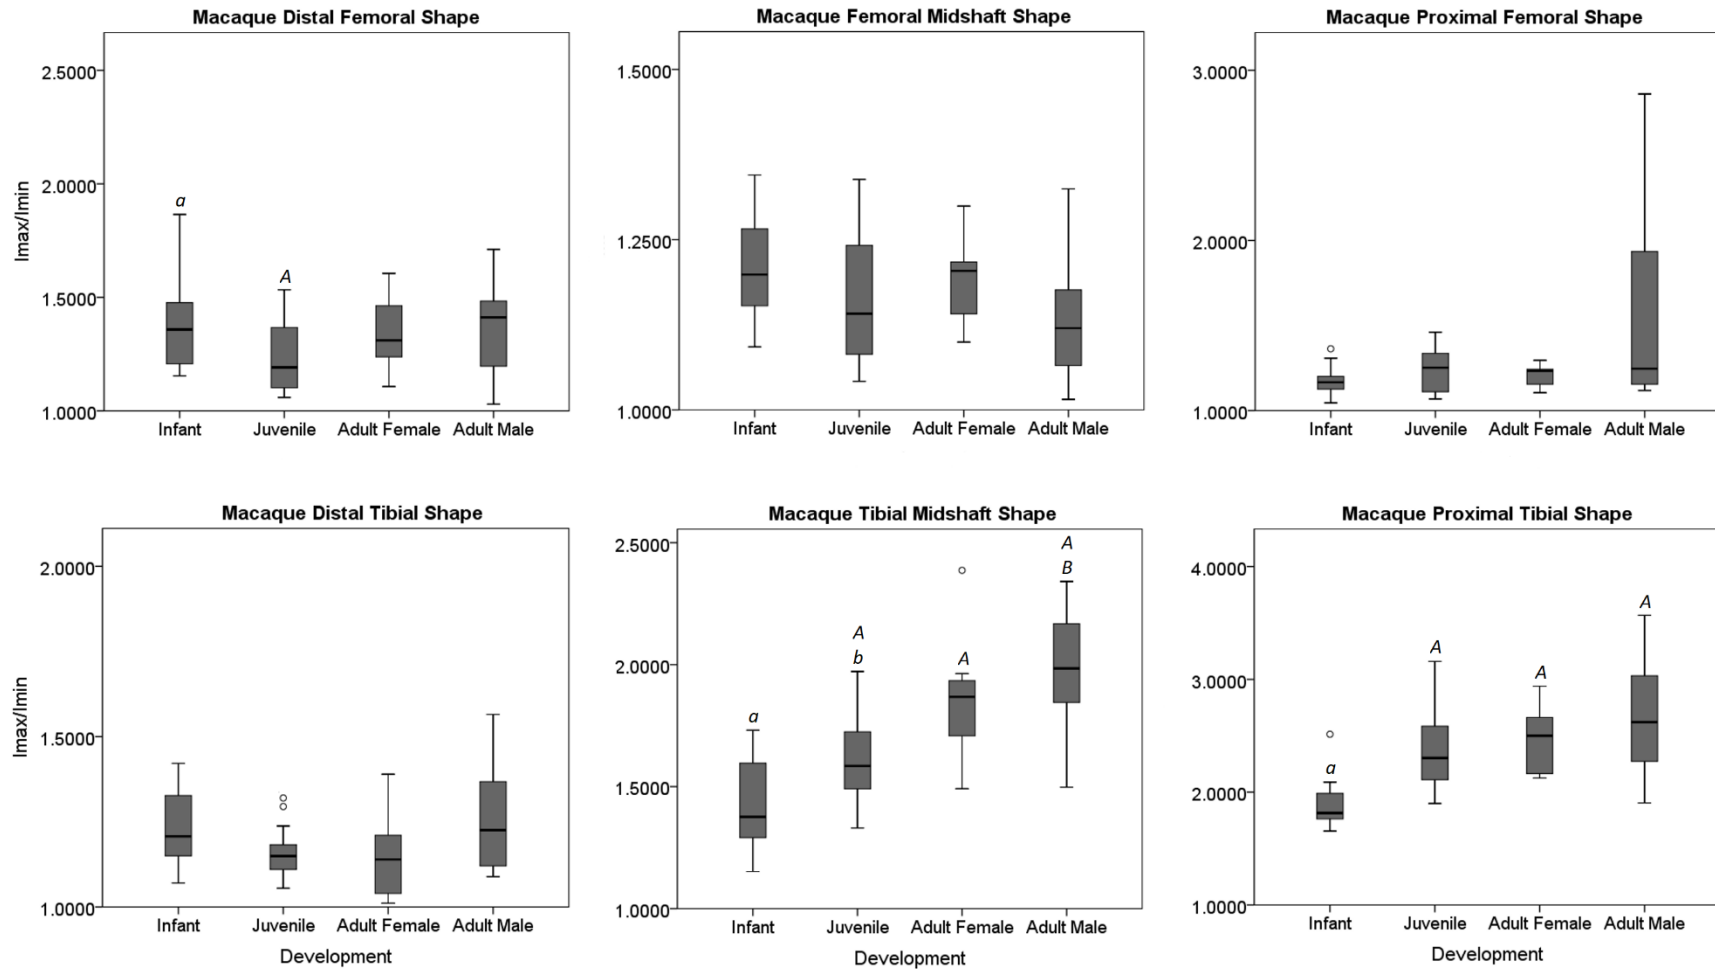 Macaque Distal Femoral Shape
2.5000
2.0000
1.5000
1.0000
Imax/Imin
a
A
Infant Juvenile Adult Female Adult Male
Macaque Femoral Midshaft Shape
1.5000
1.2500
1.0000
Infant Juvenile Adult Female Adult Male
Macaque Proximal Femoral Shape
3.0000
2.0000
1.0000
Infant Juvenile Adult Female Adult Male
Macaque Distal Tibial Shape
2.0000
1.5000
1.0000
Imax/Imin
Infant Juvenile Adult Female Adult Male
Development
Macaque Tibial Midshaft Shape
2.5000
2.0000
1.5000
1.0000
a
A
b
A
A
B
Infant Juvenile Adult Female Adult Male
Development
Macaque Proximal Tibial Shape
4.0000
3.0000
2.0000
1.0000
a
A
A
A
Infant Juvenile Adult Female Adult Male
Development